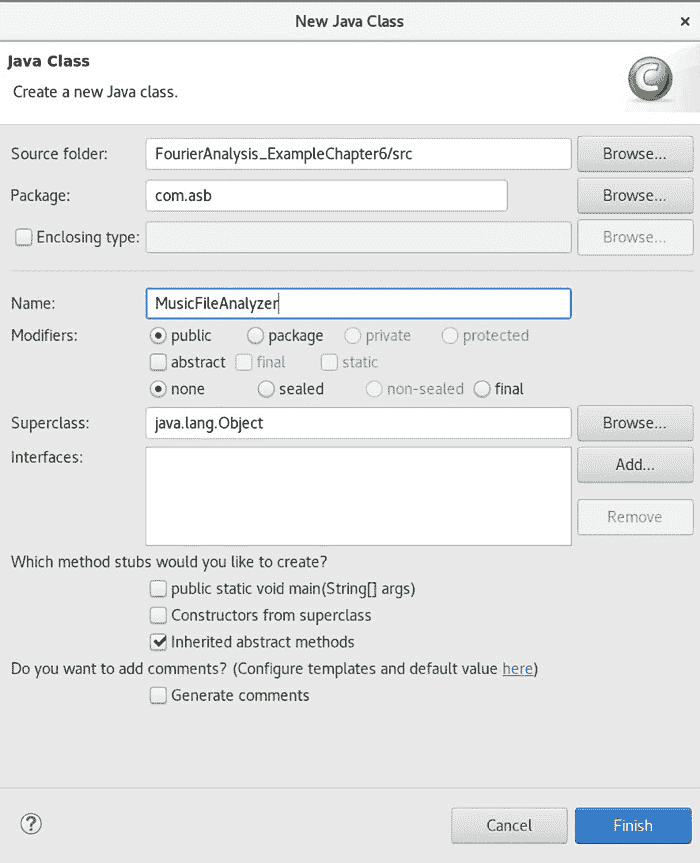 New Java Class
Java Class
Create a new Java class.
Source folder: FourierAnalysis_ExampleChapter6/src Browse...
Package: com.asb Browse...
Enclosing type: Browse...
Name: MusicFileAnalyzer
Modifiers: public package private protected
abstract final static
none sealed non-sealed final
Superclass: java.lang.Object Browse...
Interfaces: Add...
Remove
Which method stubs would you like to create?
public static void main(String[] args)
Constructors from superclass
Inherited abstract methods
Do you want to add comments? (Configure templates and default value here)
Generate comments
? Cancel Finish